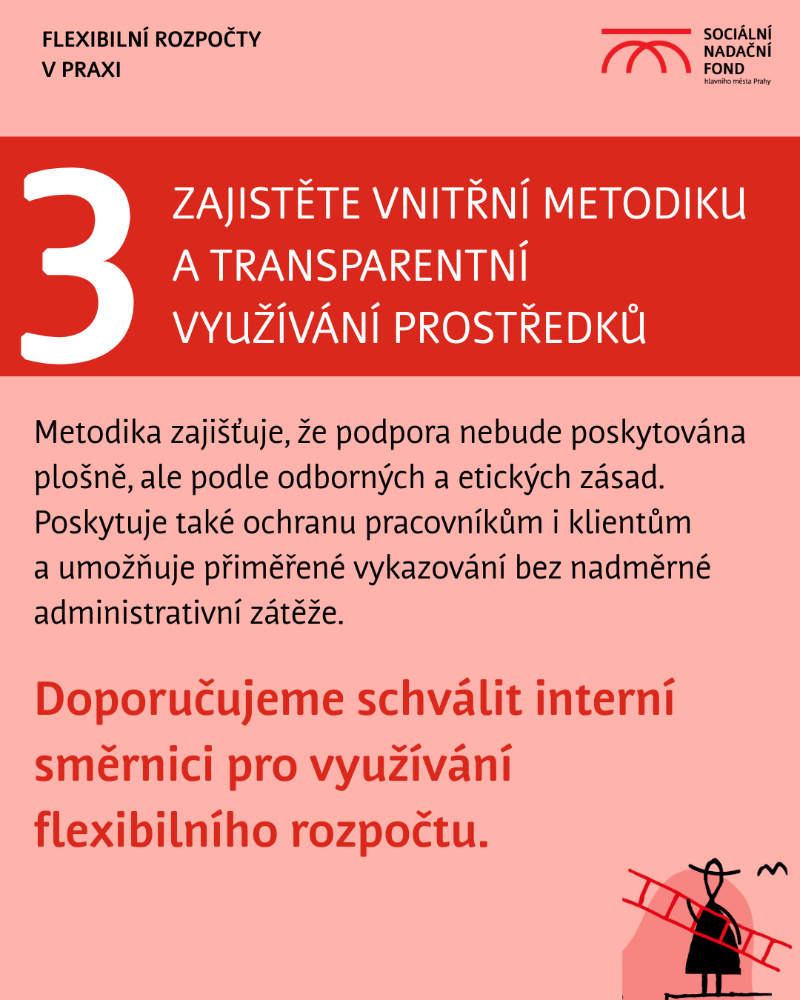 FLEXIBILNÍ ROZPOČTY
V PRAXI
SOCIÁLNÍ
NADAČNÍ
FOND
hlavního města Prahy
3
ZAJISTĚTE VNITŘNÍ METODIKU
A TRANSPARENTNÍ
VYUŽÍVÁNÍ PROSTŘEDKŮ
Metodika zajišťuje, že podpora nebude poskytována
plošně, ale podle odborných a etických zásad.
Poskytuje také ochranu pracovníkům i klientům
a umožňuje přiměřené vykazování bez nadměrné
administrativní zátěže.
Doporučujeme schválit interní
směrnici pro využívání
flexibilního rozpočtu.